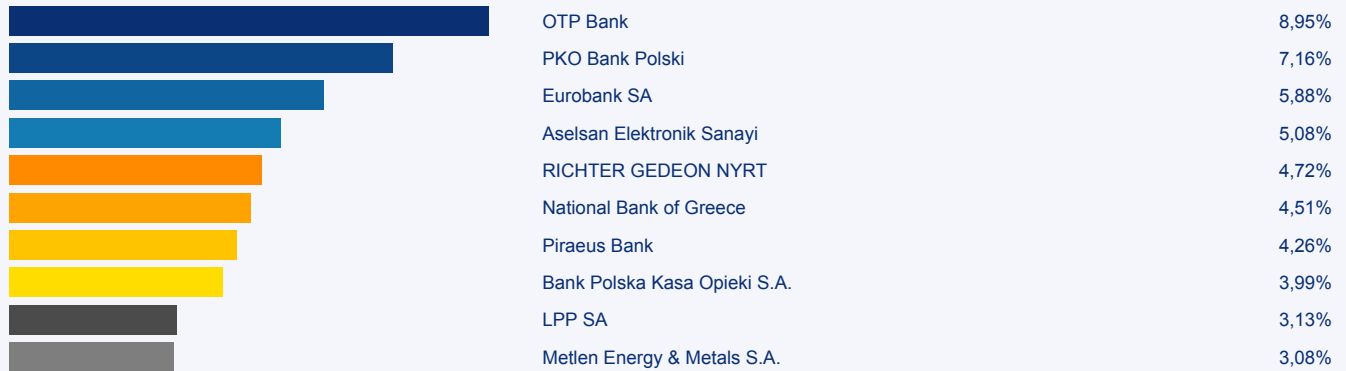 OTP Bank 8,95%
PKO Bank Polski 7,16%
Eurobank SA 5,88%
Aselsan Elektronik Sanayi 5,08%
RICHTER GEDEON NYRT 4,72%
National Bank of Greece 4,51%
Piraeus Bank 4,26%
Bank Polska Kasa Opieki S.A. 3,99%
LPP SA 3,13%
Metlen Energy & Metals S.A. 3,08%